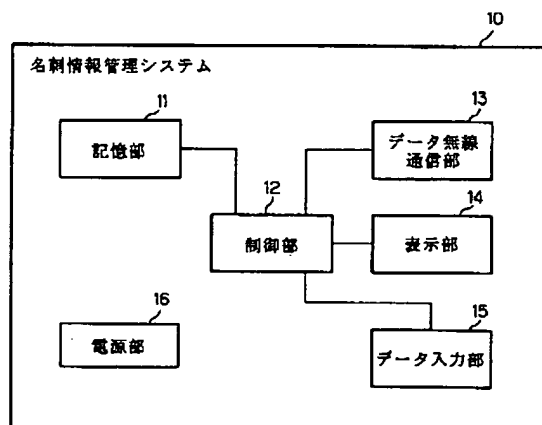 10
名刺情報管理システム
11
記憶部
13
データ無線
通信部
12
制御部
14
表示部
16
電源部
15
データ入力部